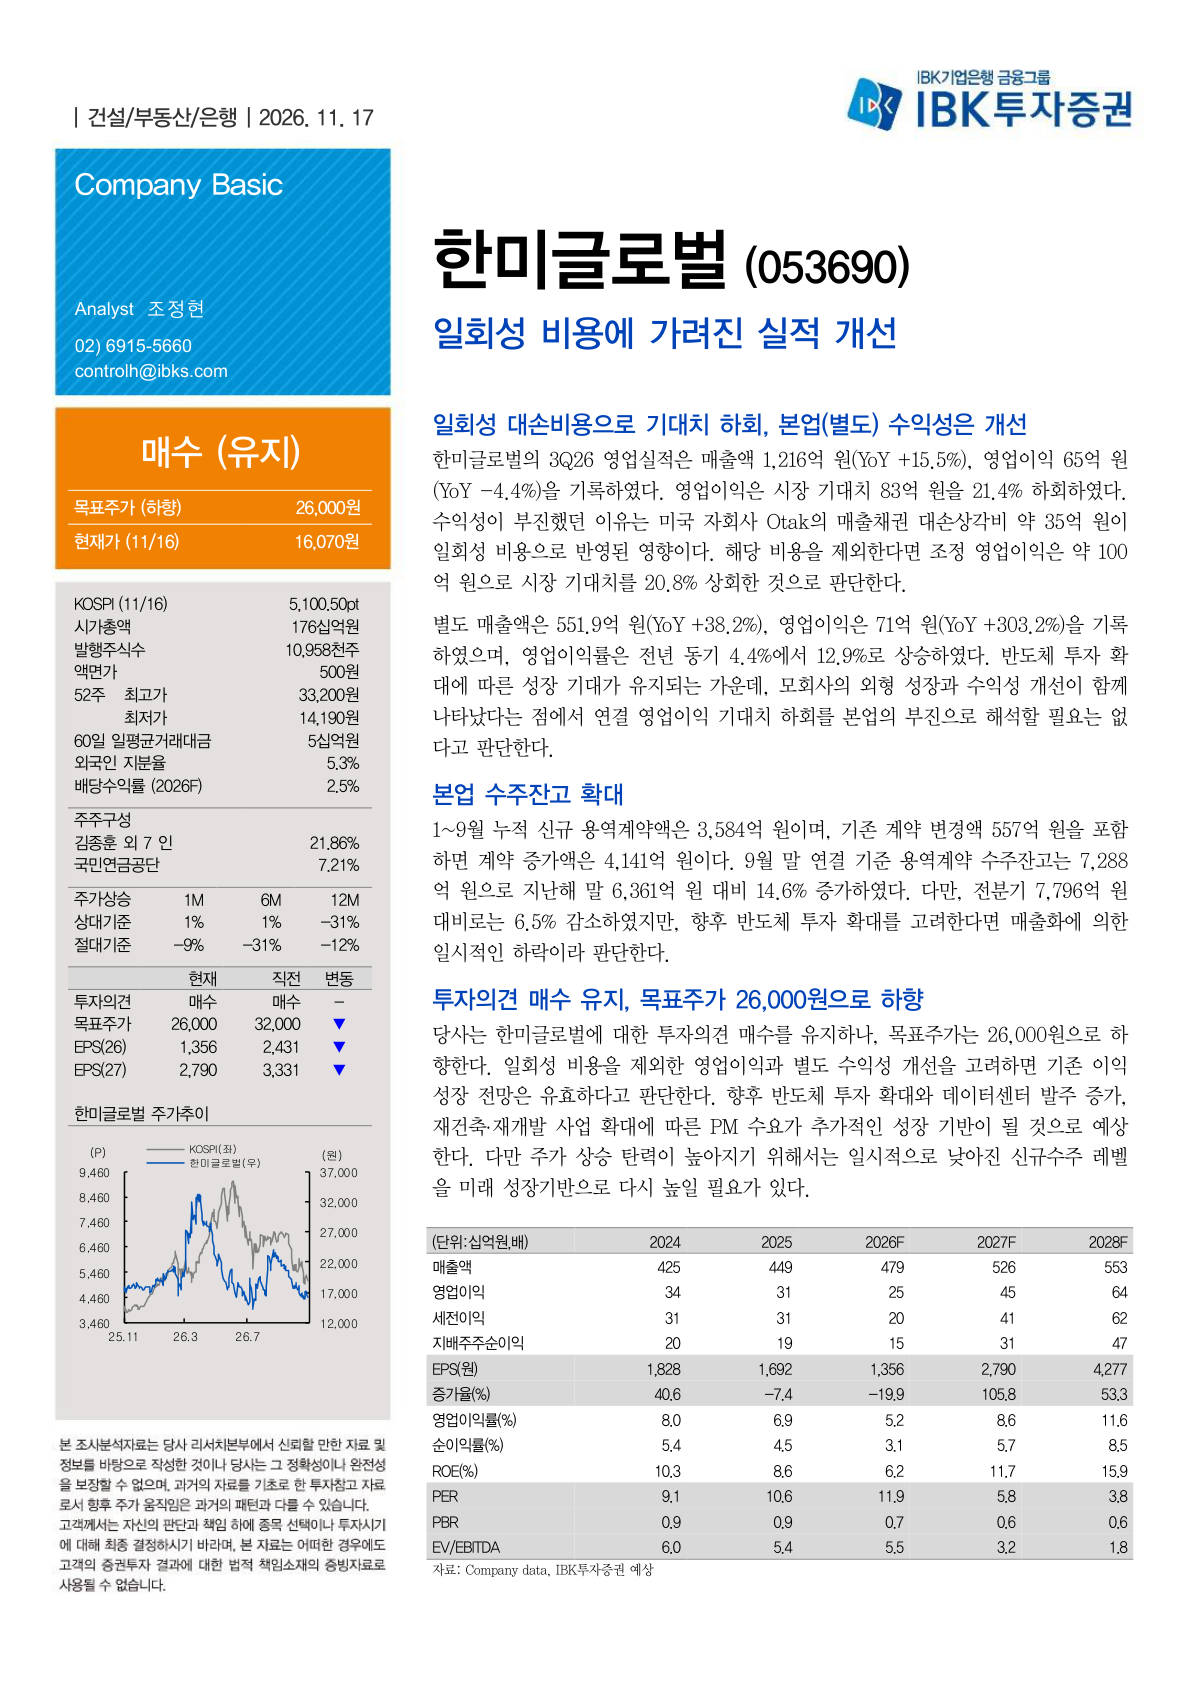 | 건설/부동산/은행 | 2026. 11. 17
IBK기업은행 금융그룹
IBK투자증권
Company Basic
Analyst 조정현
02) 6915-5660
controlh@ibks.com
매수 (유지)
목표주가 (하향) 26,000원
현재가 (11/16) 16,070원
KOSPI (11/16) 5,100.50pt
시가총액 176십억원
발행주식수 10,958천주
액면가 500원
52주 최고가 33,200원
최저가 14,190원
60일 일평균거래대금 5십억원
외국인 지분율 5.3%
배당수익률 (2026F) 2.5%
주주구성
김종훈 외 7 인 21.86%
국민연금공단 7.21%
주가상승 1M 6M 12M
상대기준 1% 1% -31%
절대기준 -9% -31% -12%
현재 직전 변동
투자의견 매수 매수 -
목표주가 26,000 32,000 ▼
EPS(26) 1,356 2,431 ▼
EPS(27) 2,790 3,331 ▼
한미글로벌 주가추이
(P) KOSPI(좌) (원)
한미글로벌(우)
9,460 37,000
8,460 32,000
7,460 27,000
6,460 22,000
5,460 17,000
4,460 12,000
3,460
25.11 26.3 26.7
본 조사분석자료는 당사 리서치본부에서 신뢰할 만한 자료 및
정보를 바탕으로 작성한 것이나 당사는 그 정확성이나 완전성
을 보장할 수 없으며, 과거의 자료를 기초로 한 투자참고 자료
로서 향후 주가 움직임은 과거의 패턴과 다를 수 있습니다.
고객께서는 자신의 판단과 책임 하에 종목 선택이나 투자시기
에 대해 최종 결정하시기 바라며, 본 자료는 어떠한 경우에도
고객의 증권투자 결과에 대한 법적 책임소재의 증빙자료로
사용될 수 없습니다.
한미글로벌 (053690)
일회성 비용에 가려진 실적 개선
일회성 대손비용으로 기대치 하회, 본업(별도) 수익성은 개선
한미글로벌의 3Q26 영업실적은 매출액 1,216억 원(YoY +15.5%), 영업이익 65억 원
(YoY -4.4%)을 기록하였다. 영업이익은 시장 기대치 83억 원을 21.4% 하회하였다.
수익성이 부진했던 이유는 미국 자회사 Otak의 매출채권 대손상각비 약 35억 원이
일회성 비용으로 반영된 영향이다. 해당 비용을 제외한다면 조정 영업이익은 약 100
억 원으로 시장 기대치를 20.8% 상회한 것으로 판단한다.
별도 매출액은 551.9억 원(YoY +38.2%), 영업이익은 71억 원(YoY +303.2%)을 기록
하였으며, 영업이익률은 전년 동기 4.4%에서 12.9%로 상승하였다. 반도체 투자 확
대에 따른 성장 기대가 유지되는 가운데, 모회사의 외형 성장과 수익성 개선이 함께
나타났다는 점에서 연결 영업이익 기대치 하회를 본업의 부진으로 해석할 필요는 없
다고 판단한다.
본업 수주잔고 확대
1~9월 누적 신규 용역계약액은 3,584억 원이며, 기존 계약 변경액 557억 원을 포함
하면 계약 증가액은 4,141억 원이다. 9월 말 연결 기준 용역계약 수주잔고는 7,288
억 원으로 지난해 말 6,361억 원 대비 14.6% 증가하였다. 다만, 전분기 7,796억 원
대비로는 6.5% 감소하였지만, 향후 반도체 투자 확대를 고려한다면 매출화에 의한
일시적인 하락이라 판단한다.
투자의견 매수 유지, 목표주가 26,000원으로 하향
당사는 한미글로벌에 대한 투자의견 매수를 유지하나, 목표주가는 26,000원으로 하
향한다. 일회성 비용을 제외한 영업이익과 별도 수익성 개선을 고려하면 기존 이익
성장 전망은 유효하다고 판단한다. 향후 반도체 투자 확대와 데이터센터 발주 증가,
재건축·재개발 사업 확대에 따른 PM 수요가 추가적인 성장 기반이 될 것으로 예상
한다. 다만 주가 상승 탄력이 높아지기 위해서는 일시적으로 낮아진 신규수주 레벨
을 미래 성장기반으로 다시 높일 필요가 있다.
(단위:십억원,배) 2024 2025 2026F 2027F 2028F
매출액 425 449 479 526 553
영업이익 34 31 25 45 64
세전이익 31 31 20 41 62
지배주주순이익 20 19 15 31 47
EPS(원) 1,828 1,692 1,356 2,790 4,277
증가율(%) 40.6 -7.4 -19.9 105.8 53.3
영업이익률(%) 8.0 6.9 5.2 8.6 11.6
순이익률(%) 5.4 4.5 3.1 5.7 8.5
ROE(%) 10.3 8.6 6.2 11.7 15.9
PER 9.1 10.6 11.9 5.8 3.8
PBR 0.9 0.9 0.7 0.6 0.6
EV/EBITDA 6.0 5.4 5.5 3.2 1.8
자료: Company data, IBK투자증권 예상